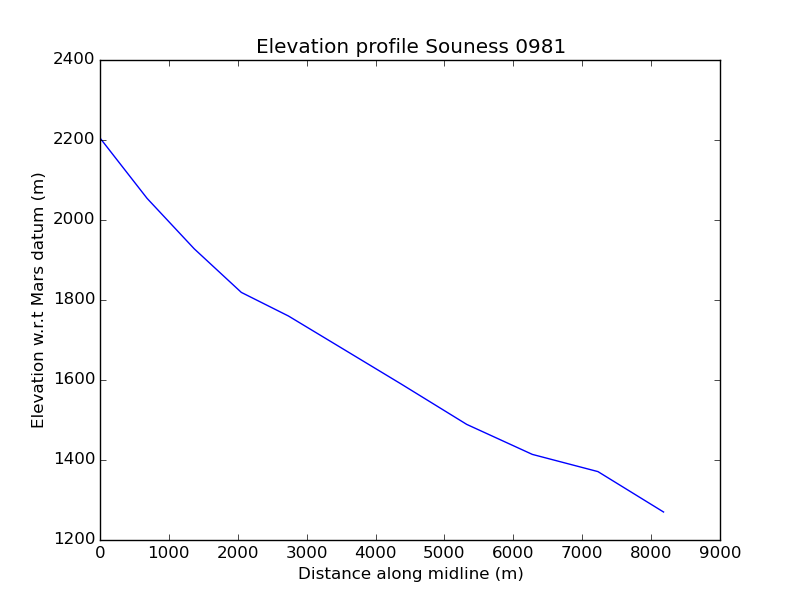 Elevation profile Souness 0981
2400
2200
2000
1800
1600
1400
1200
Elevation w.r.t Mars datum (m)
0 1000 2000 3000 4000 5000 6000 7000 8000 9000
Distance along midline (m)